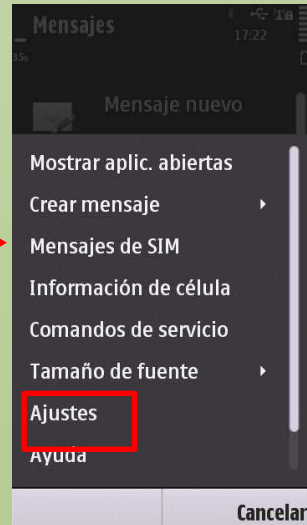 Mensajes
17:22
Mensaje nuevo
Mostrar aplic. abiertas
Crear mensaje
Mensajes de SIM
Información de célula
Comandos de servicio
Tamaño de fuente
Ajustes
Ayuda
Cancelar